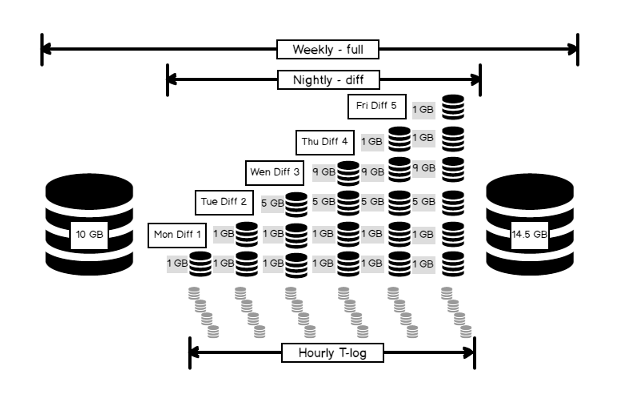 Weekly - full
Nightly - diff
Fri Diff 5 1 GB
Thu Diff 4 1 GB 1 GB
Wen Diff 3 9 GB 9 GB 9 GB
Tue Diff 2 5 GB 5 GB 5 GB 5 GB
10 GB Mon Diff 1 1 GB 1 GB 1 GB 1 GB 1 GB 14.5 GB
1 GB 1 GB 1 GB 1 GB 1 GB 1 GB
Hourly T-log